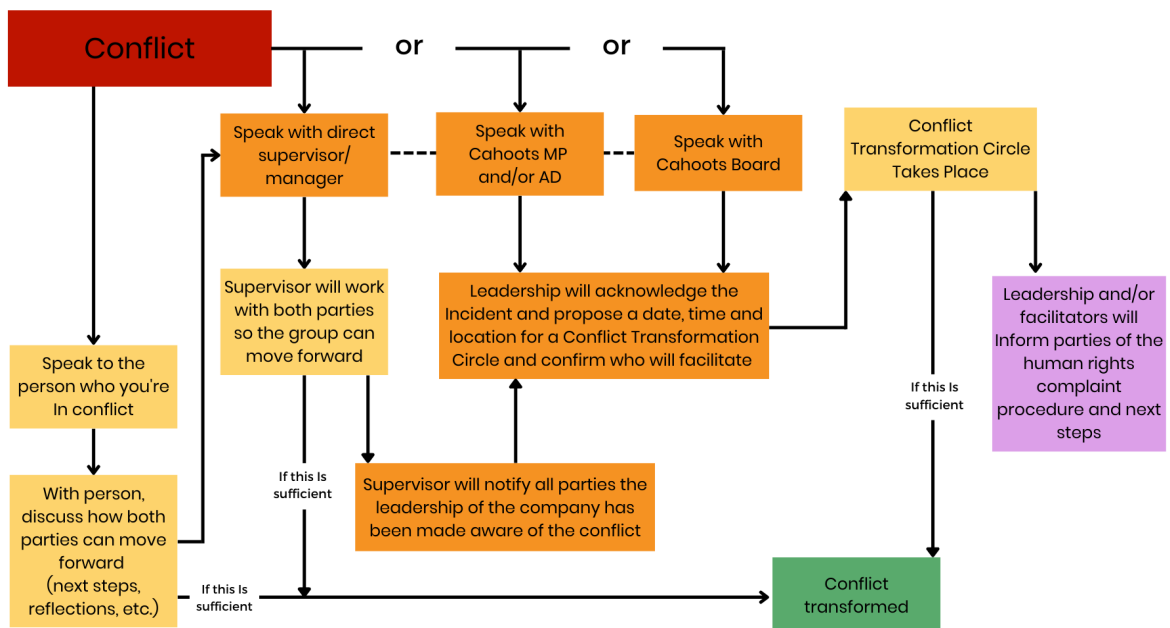 Conflict
or
or
Speak with direct
supervisor/
manager
Speak with
Cahoots MP
and/or AD
Speak with
Cahoots Board
Conflict
Transformation Circle
Takes Place
Supervisor will work
with both parties
so the group can
move forward
Leadership will acknowledge the
Incident and propose a date, time and
location for a Conflict Transformation
Circle and confirm who will facilitate
Leadership and/or
facilitators will
Inform parties of the
human rights
complaint
procedure and next
steps
Speak to the
person who you're
In conflict
If this Is
sufficient
With person,
discuss how both
parties can move
forward
(next steps,
reflections, etc.)
If this Is
sufficient
Supervisor will notify all parties the
leadership of the company has
been made aware of the conflict
If this Is
sufficient
Conflict
transformed